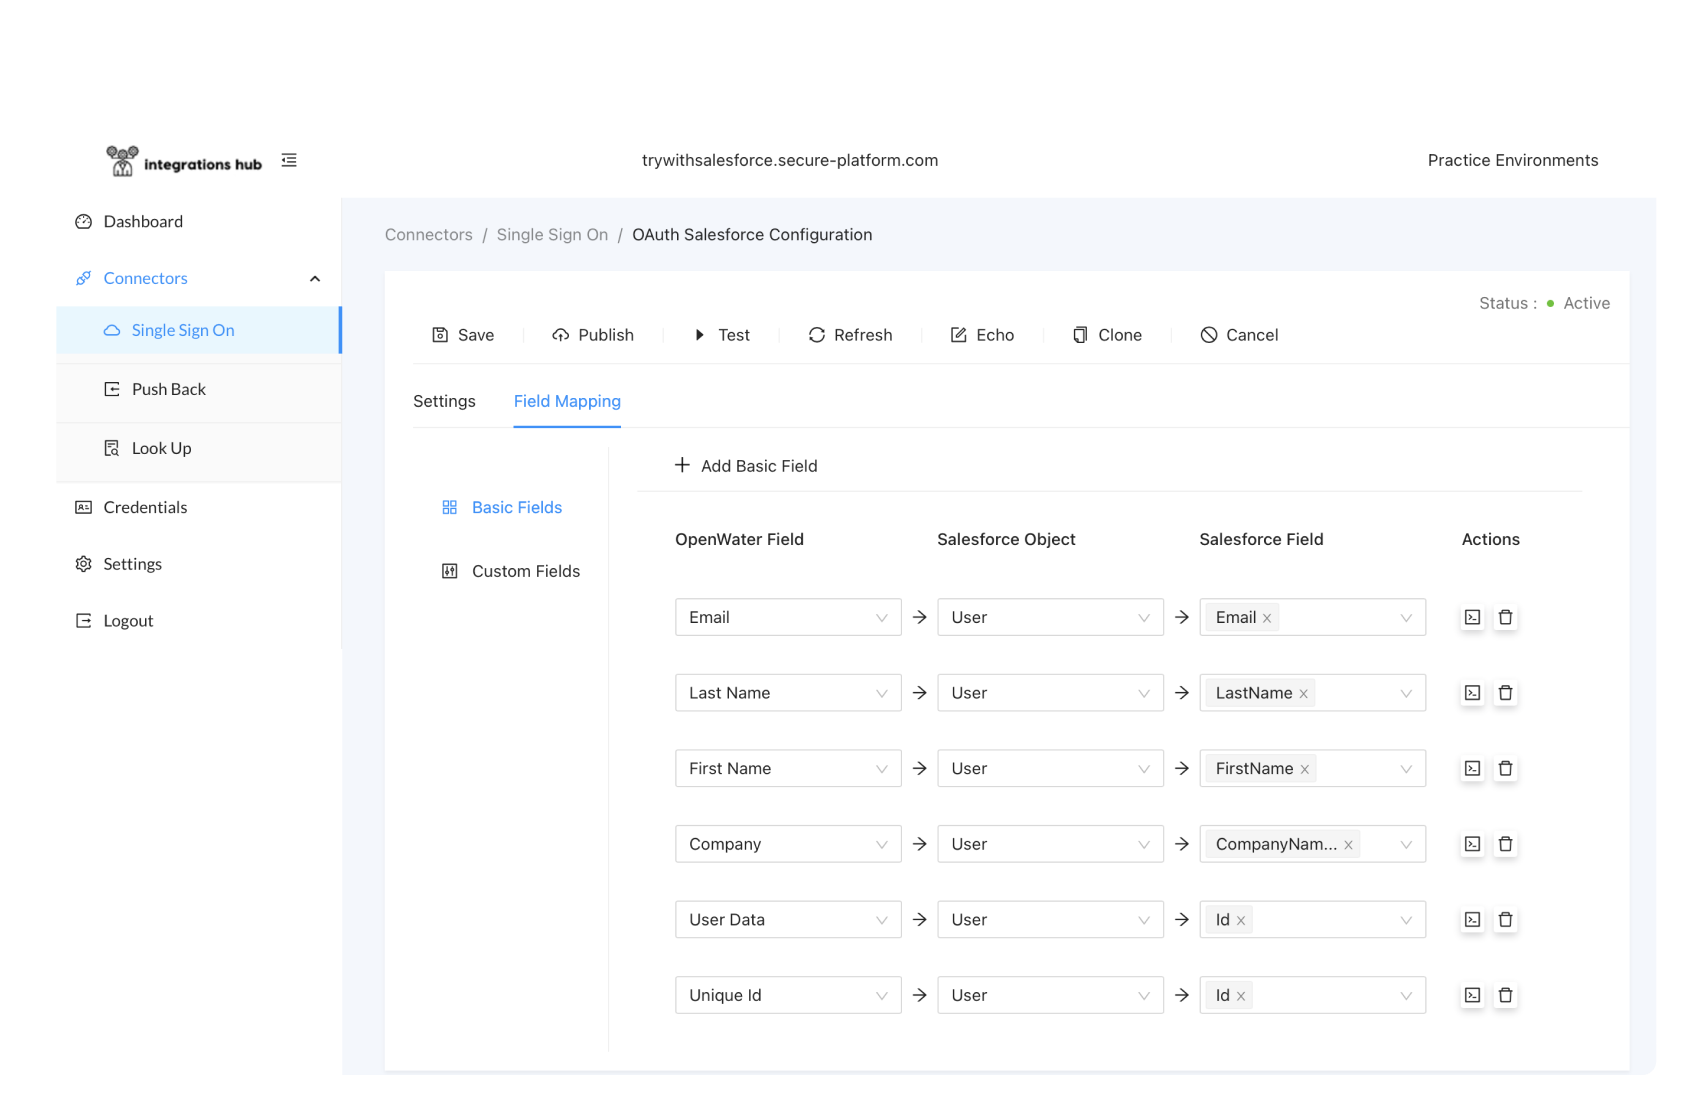 integrations hub
trywithsalesforce.secure-platform.com
Practice Environments
Dashboard
Connectors
Single Sign On
Push Back
Look Up
Credentials
Settings
Logout
Connectors / Single Sign On / OAuth Salesforce Configuration
Status : Active
Save Publish Test Refresh Echo Clone Cancel
Settings Field Mapping
Basic Fields
Custom Fields
Add Basic Field
OpenWater Field Salesforce Object Salesforce Field Actions
Email User Email
Last Name User LastName
First Name User FirstName
Company User CompanyNam...
User Data User Id
Unique Id User Id